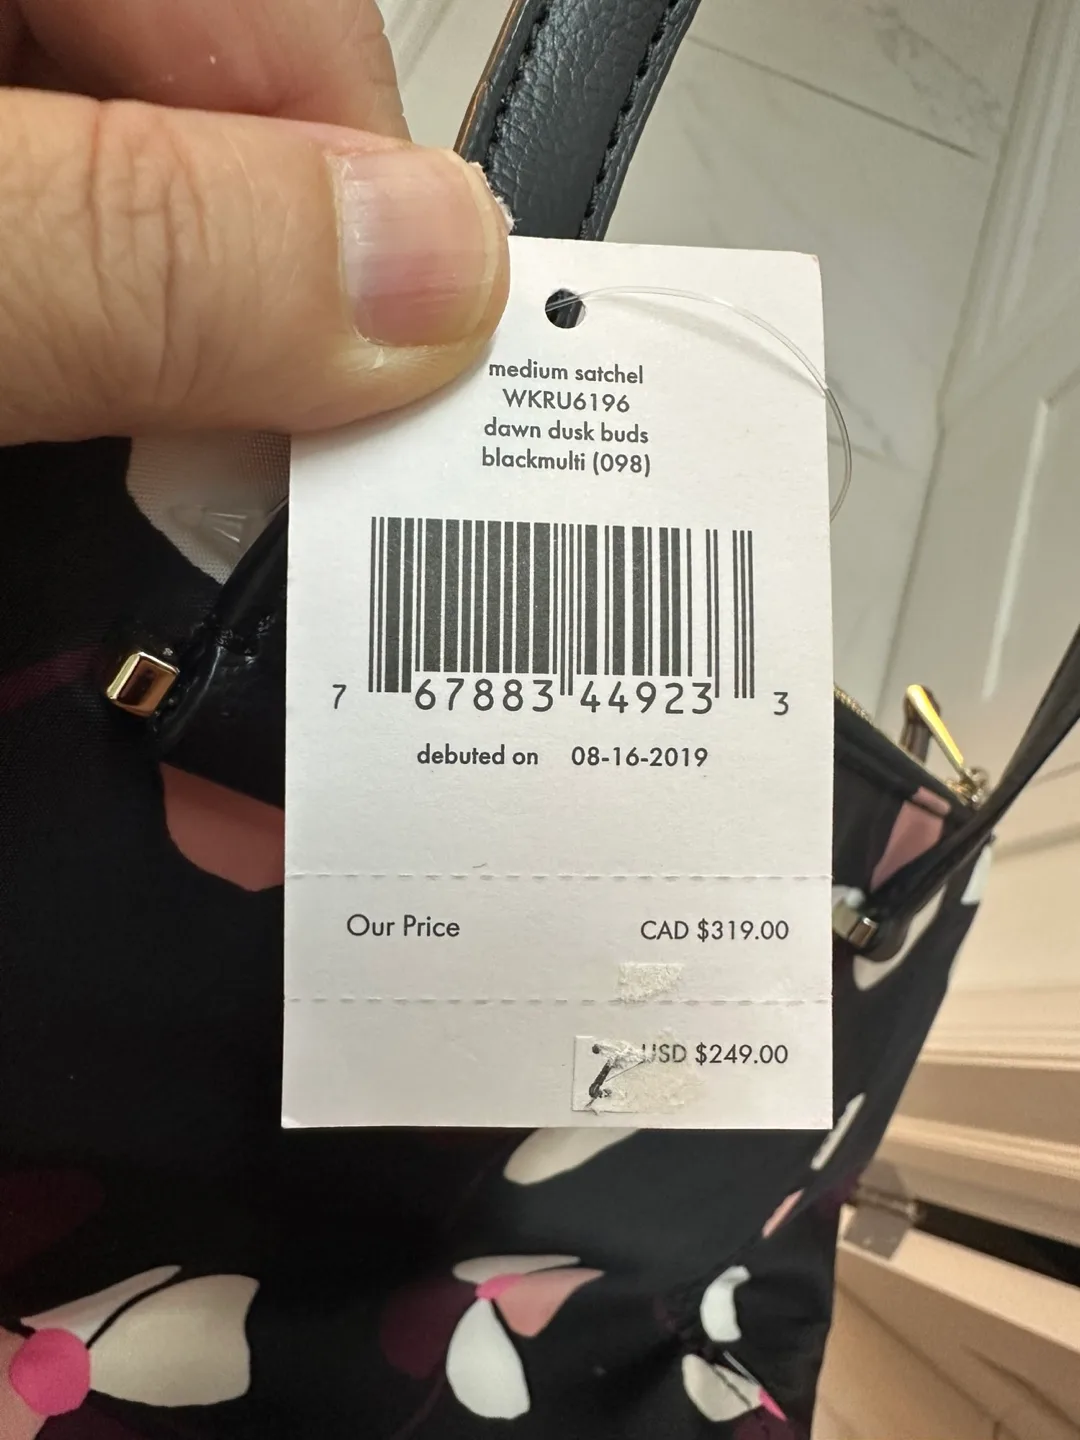 medium satchel
WKRU6196
dawn dusk buds
blackmulti (098)
7 67883 44923 3
debuted on 08-16-2019
Our Price CAD $319.00
USD $249.00